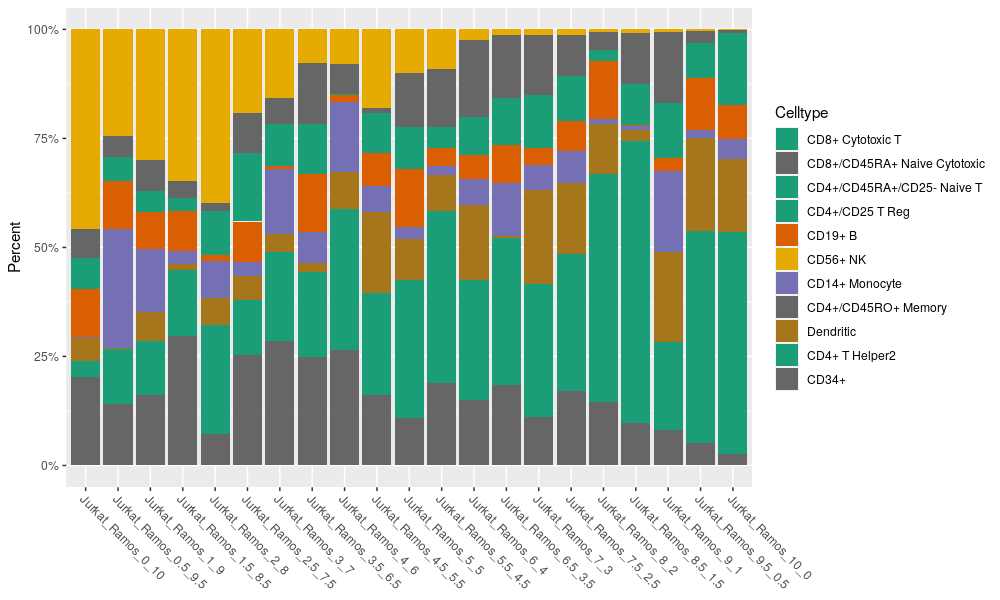 100%
75%
50%
25%
0%
Percent
Jurkat_Ramos_0_10
Jurkat_Ramos_0.5_9.5
Jurkat_Ramos_1_9
Jurkat_Ramos_1.5_8.5
Jurkat_Ramos_2_8
Jurkat_Ramos_2.5_7.5
Jurkat_Ramos_3_7
Jurkat_Ramos_3.5_6.5
Jurkat_Ramos_4_6
Jurkat_Ramos_4.5_5.5
Jurkat_Ramos_5_5
Jurkat_Ramos_5.5_4.5
Jurkat_Ramos_6_4
Jurkat_Ramos_6.5_3.5
Jurkat_Ramos_7_3
Jurkat_Ramos_7.5_2.5
Jurkat_Ramos_8_2
Jurkat_Ramos_8.5_1.5
Jurkat_Ramos_9_1
Jurkat_Ramos_9.5_0.5
Jurkat_Ramos_10_0
Celltype
CD8+ Cytotoxic T
CD8+/CD45RA+ Naive Cytotoxic
CD4+/CD45RA+/CD25- Naive T
CD4+/CD25 T Reg
CD19+ B
CD56+ NK
CD14+ Monocyte
CD4+/CD45RO+ Memory
Dendritic
CD4+ T Helper2
CD34+